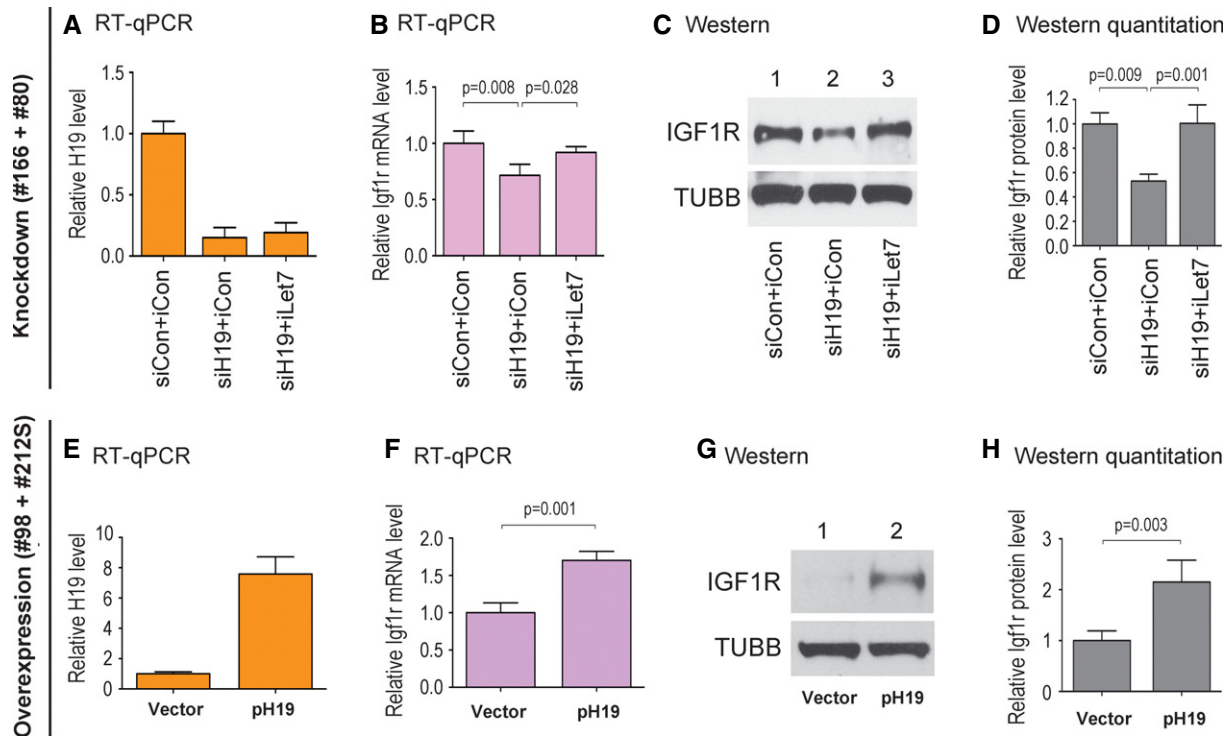 Knockdown (#166 + #80)
A RT-qPCR
Relative H19 level
1.5
1.0
0.5
0.0
siCon+iCon
siH19+iCon
siH19+iLet7
B RT-qPCR
Relative Igf1r mRNA level
1.5
1.0
0.5
0.0
p=0.008
p=0.028
siCon+iCon
siH19+iCon
siH19+iLet7
C Western
1 2 3
IGF1R
TUBB
siCon+iCon
siH19+iCon
siH19+iLet7
D Western quantitation
Relative Igf1r protein level
p=0.009
p=0.001
1.2
1.0
0.8
0.6
0.4
0.2
0.0
siCon+iCon
siH19+iCon
siH19+iLet7
Overexpression (#98 + #212S)
E RT-qPCR
Relative H19 level
10
8
6
4
2
0
Vector pH19
F RT-qPCR
Relative Igf1r mRNA level
p=0.001
2.0
1.5
1.0
0.5
0.0
Vector pH19
G Western
1 2
IGF1R
TUBB
Vector pH19
H Western quantitation
Relative Igf1r protein level
p=0.003
3
2
1
0
Vector pH19